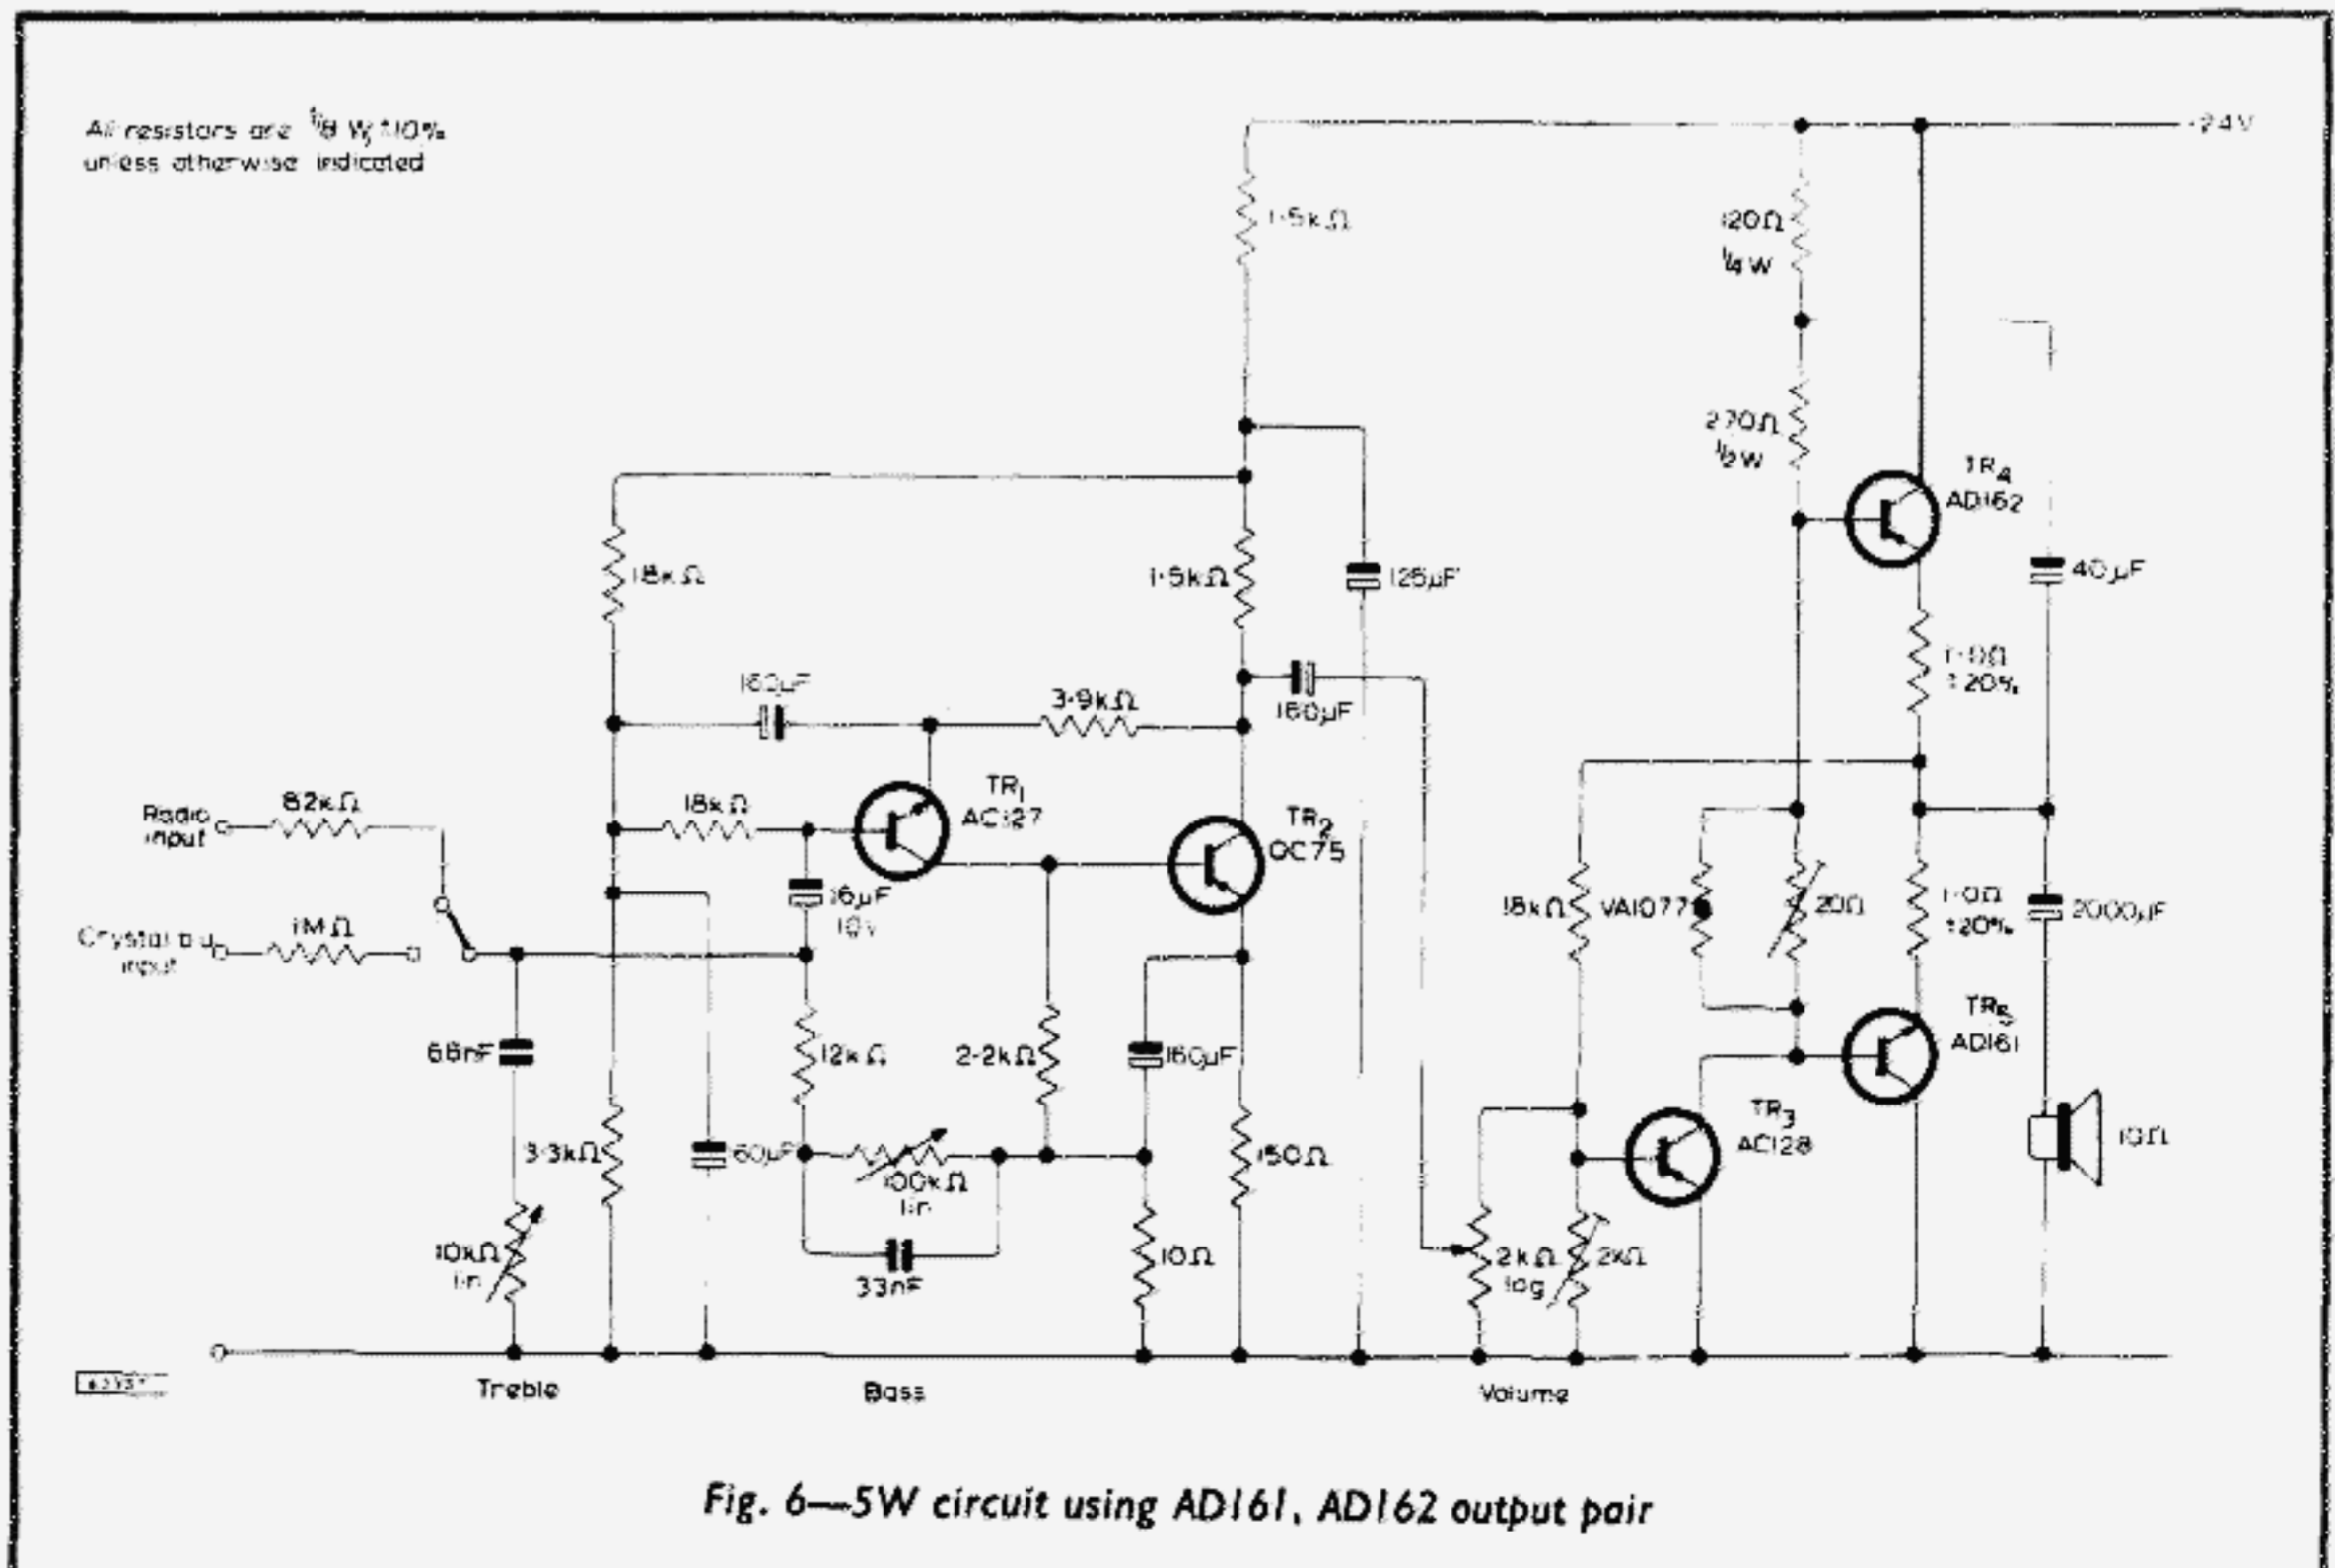 All resistors are 1/8 W, ±10%
unless otherwise indicated
-24V
1·5kΩ
120Ω
1/4W
270Ω
1/2W
TR4
AD162
18kΩ
1·5kΩ
125µF
40µF
1·0Ω
±20%
160µF
3·9kΩ
160µF
Radio
input
82kΩ
18kΩ
TR1
AC127
TR2
OC75
16µF
10V
18kΩ
VA1077
20Ω
1·0Ω
±20%
2000µF
Crystal p.u.
input
1MΩ
TR5
AD161
68nF
12kΩ
2·2kΩ
160µF
3·3kΩ
TR3
AC128
10Ω
100kΩ
lin
150Ω
10kΩ
lin
33nF
10Ω
2kΩ
log
2kΩ
Treble
Bass
Volume
Fig. 6—5W circuit using AD161, AD162 output pair